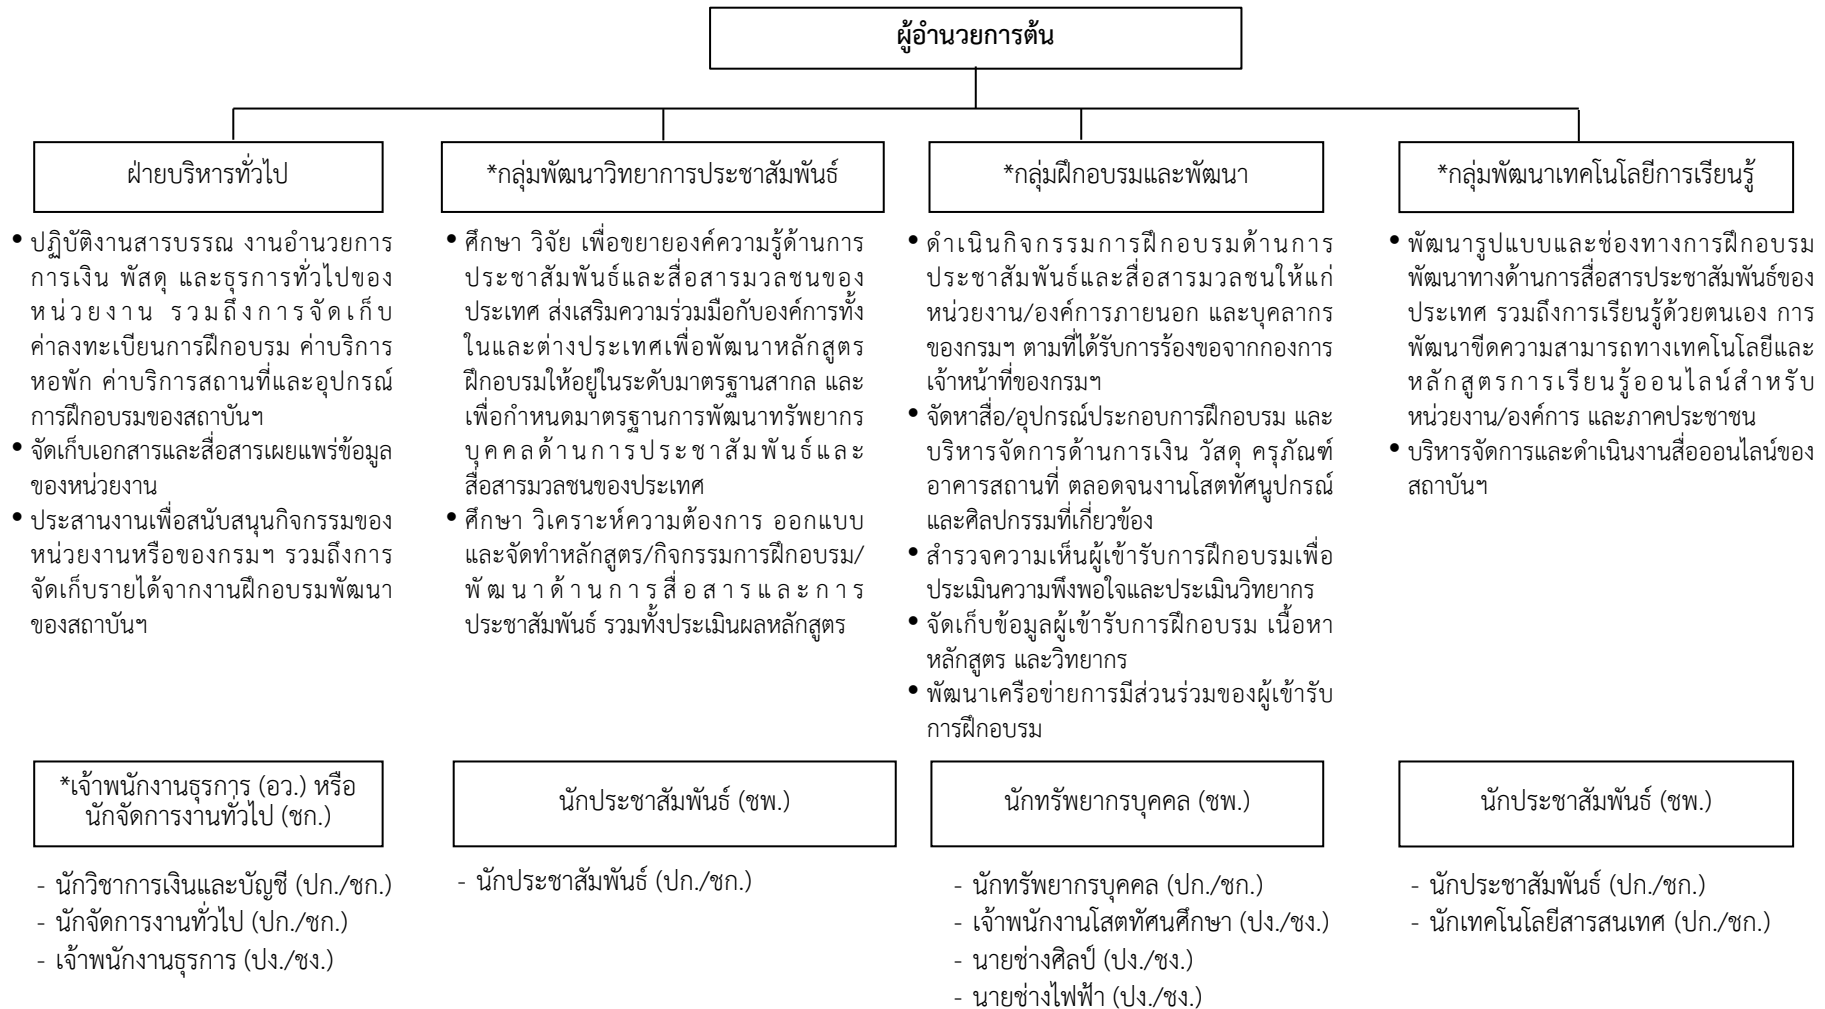 ผู้อำนวยการต้น
ฝ่ายบริหารทั่วไป
• ปฏิบัติงานสารบรรณ งานอำนวยการ
การเงิน พัสดุ และธุรการทั่วไปของ
หน่วยงาน รวมถึงการจัดเก็บ
ค่าลงทะเบียนการฝึกอบรม ค่าบริการ
หอพัก ค่าบริการสถานที่และอุปกรณ์
การฝึกอบรมของสถาบันฯ
• จัดเก็บเอกสารและสื่อสารเผยแพร่ข้อมูล
ของหน่วยงาน
• ประสานงานเพื่อสนับสนุนกิจกรรมของ
หน่วยงานหรือของกรมฯ รวมถึงการ
จัดเก็บรายได้จากงานฝึกอบรมพัฒนา
ของสถาบันฯ
*เจ้าพนักงานธุรการ (อว.) หรือ
นักจัดการงานทั่วไป (ชก.)
- นักวิชาการเงินและบัญชี (ปก./ชก.)
- นักจัดการงานทั่วไป (ปก./ชก.)
- เจ้าพนักงานธุรการ (ปง./ชง.)
*กลุ่มพัฒนาวิทยาการประชาสัมพันธ์
• ศึกษา วิจัย เพื่อขยายองค์ความรู้ด้านการ
ประชาสัมพันธ์และสื่อสารมวลชนของ
ประเทศ ส่งเสริมความร่วมมือกับองค์การทั้ง
ในและต่างประเทศเพื่อพัฒนาหลักสูตร
ฝึกอบรมให้อยู่ในระดับมาตรฐานสากล และ
เพื่อกำหนดมาตรฐานการพัฒนาทรัพยากร
บุคคลด้านการประชาสัมพันธ์และ
สื่อสารมวลชนของประเทศ
• ศึกษา วิเคราะห์ความต้องการ ออกแบบ
และจัดทำหลักสูตร/กิจกรรมการฝึกอบรม/
พัฒนาด้านการสื่อสารและการ
ประชาสัมพันธ์ รวมทั้งประเมินผลหลักสูตร
นักประชาสัมพันธ์ (ชพ.)
- นักประชาสัมพันธ์ (ปก./ชก.)
*กลุ่มฝึกอบรมและพัฒนา
• ดำเนินกิจกรรมการฝึกอบรมด้านการ
ประชาสัมพันธ์และสื่อสารมวลชนให้แก่
หน่วยงาน/องค์การภายนอก และบุคลากร
ของกรมฯ ตามที่ได้รับการร้องขอจากกองการ
เจ้าหน้าที่ของกรมฯ
• จัดหาสื่อ/อุปกรณ์ประกอบการฝึกอบรม และ
บริหารจัดการด้านการเงิน วัสดุ ครุภัณฑ์
อาคารสถานที่ ตลอดจนงานโสตทัศนูปกรณ์
และศิลปกรรมที่เกี่ยวข้อง
• สำรวจความเห็นผู้เข้ารับการฝึกอบรมเพื่อ
ประเมินความพึงพอใจและประเมินวิทยากร
• จัดเก็บข้อมูลผู้เข้ารับการฝึกอบรม เนื้อหา
หลักสูตร และวิทยากร
• พัฒนาเครือข่ายการมีส่วนร่วมของผู้เข้ารับ
การฝึกอบรม
นักทรัพยากรบุคคล (ชพ.)
- นักทรัพยากรบุคคล (ปก./ชก.)
- เจ้าพนักงานโสตทัศนศึกษา (ปง./ชง.)
- นายช่างศิลป์ (ปง./ชง.)
- นายช่างไฟฟ้า (ปง./ชง.)
*กลุ่มพัฒนาเทคโนโลยีการเรียนรู้
• พัฒนารูปแบบและช่องทางการฝึกอบรม
พัฒนาทางด้านการสื่อสารประชาสัมพันธ์ของ
ประเทศ รวมถึงการเรียนรู้ด้วยตนเอง การ
พัฒนาขีดความสามารถทางเทคโนโลยีและ
หลักสูตรการเรียนรู้ออนไลน์สำหรับ
หน่วยงาน/องค์การ และภาคประชาชน
• บริหารจัดการและดำเนินงานสื่อออนไลน์ของ
สถาบันฯ
นักประชาสัมพันธ์ (ชพ.)
- นักประชาสัมพันธ์ (ปก./ชก.)
- นักเทคโนโลยีสารสนเทศ (ปก./ชก.)